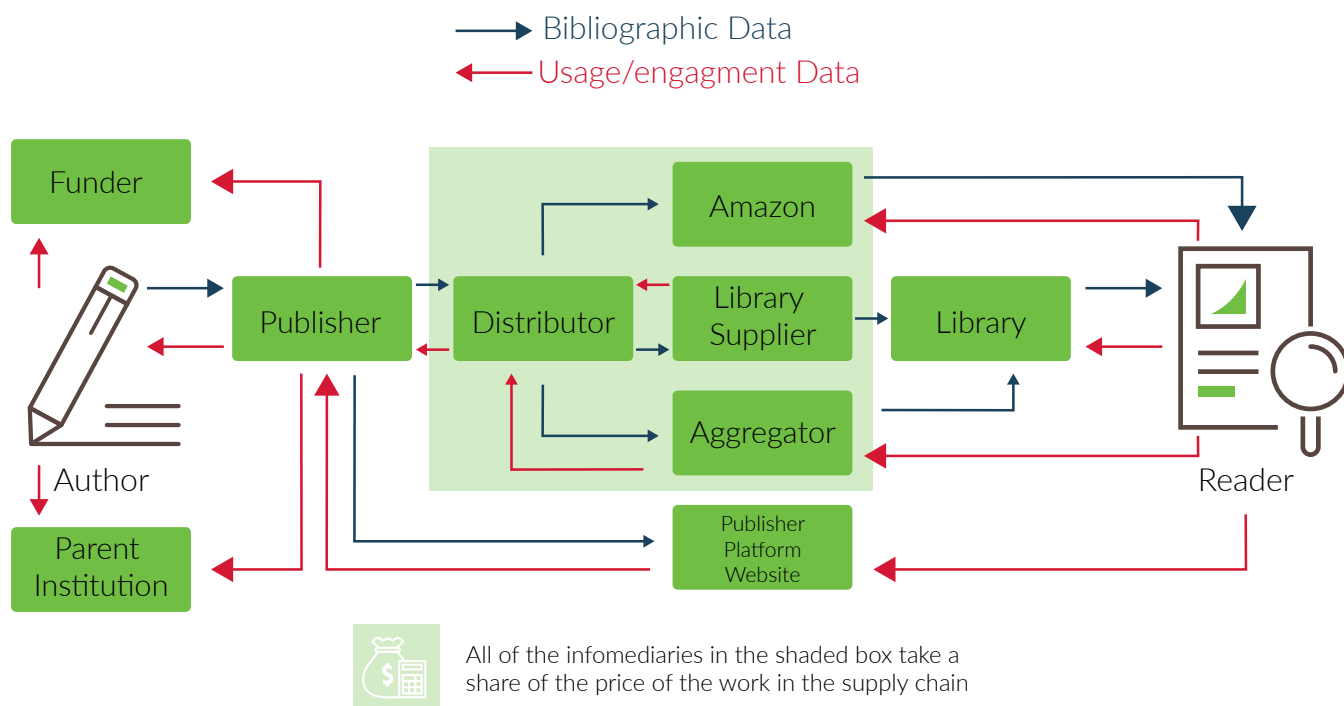 Bibliographic Data
Usage/engagment Data
Funder
Amazon
Publisher
Distributor
Library
Supplier
Library
Aggregator
Author
Reader
Parent
Institution
Publisher
Platform
Website
$
All of the infomediaries in the shaded box take a
share of the price of the work in the supply chain